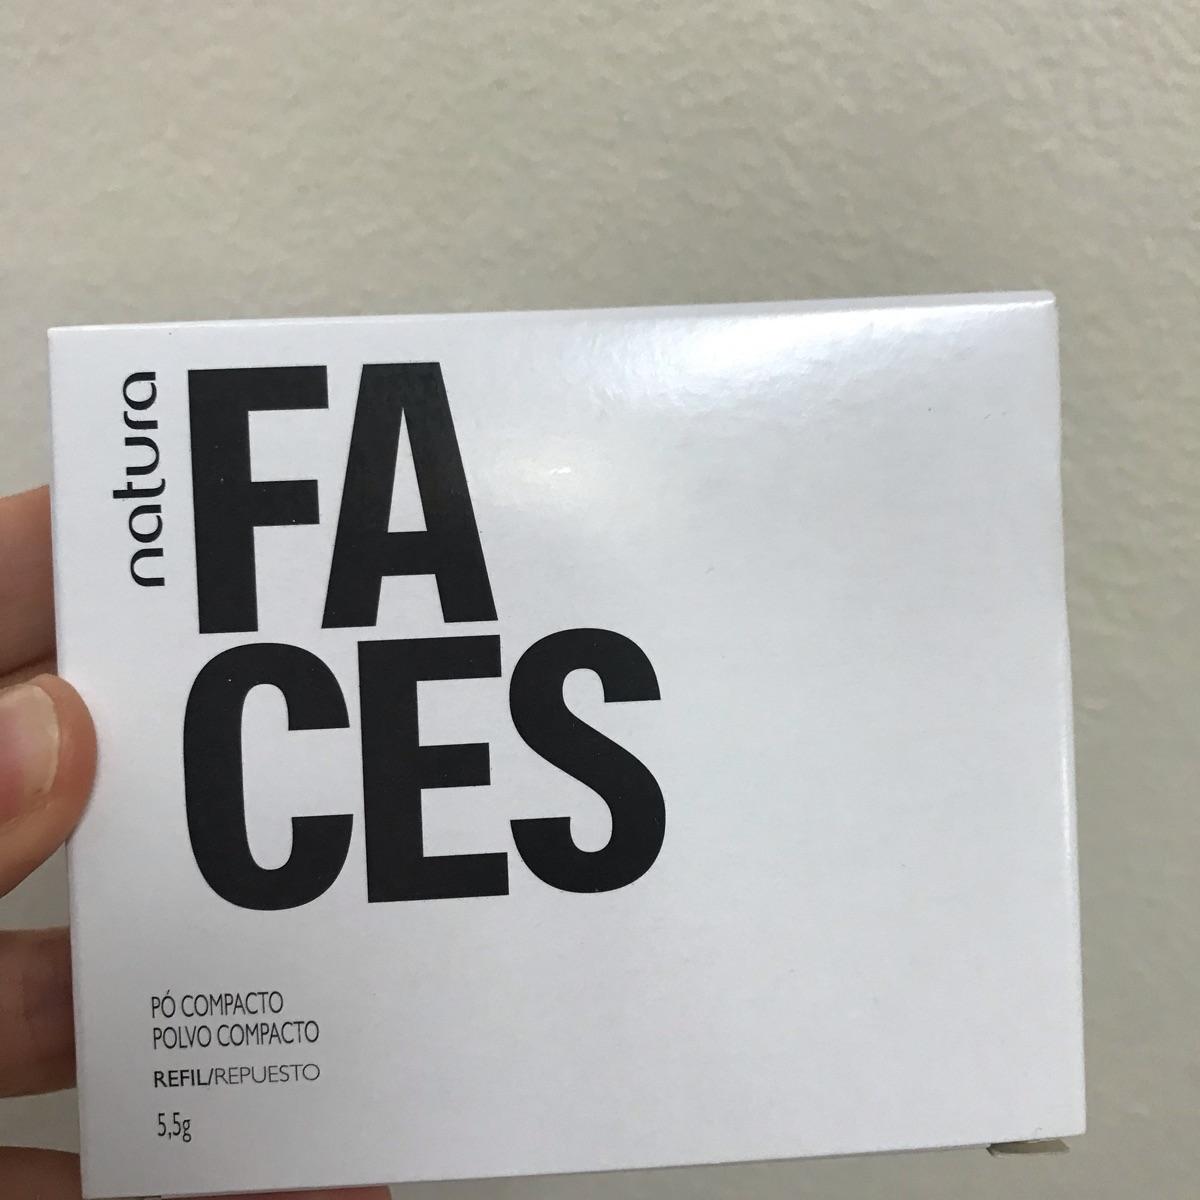 natura
FA
CES
PÓ COMPACTO
POLVO COMPACTO
REFIL/REPUESTO
5,5g